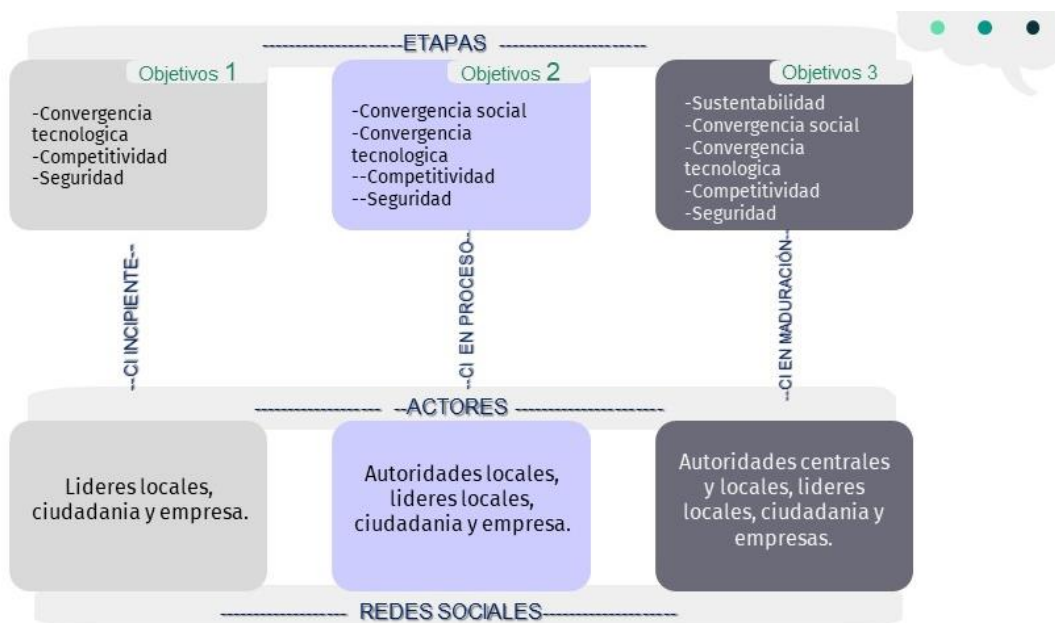 ---------------------ETAPAS ----------------------
Objetivos 1
-Convergencia
tecnologica
-Competitividad
-Seguridad
Objetivos 2
-Convergencia social
-Convergencia
tecnologica
--Competitividad
--Seguridad
Objetivos 3
-Sustentabilidad
-Convergencia social
-Convergencia
tecnologica
-Competitividad
-Seguridad
--CI INCIPIENTE--
--CI EN PROCESO--
--CI EN MADURACIÓN--
------------------- --ACTORES ----------------------
Lideres locales,
ciudadania y empresa.
Autoridades locales,
lideres locales,
ciudadania y empresa.
Autoridades centrales
y locales, lideres
locales, ciudadania y
empresas.
-------------------- REDES SOCIALES--------------------